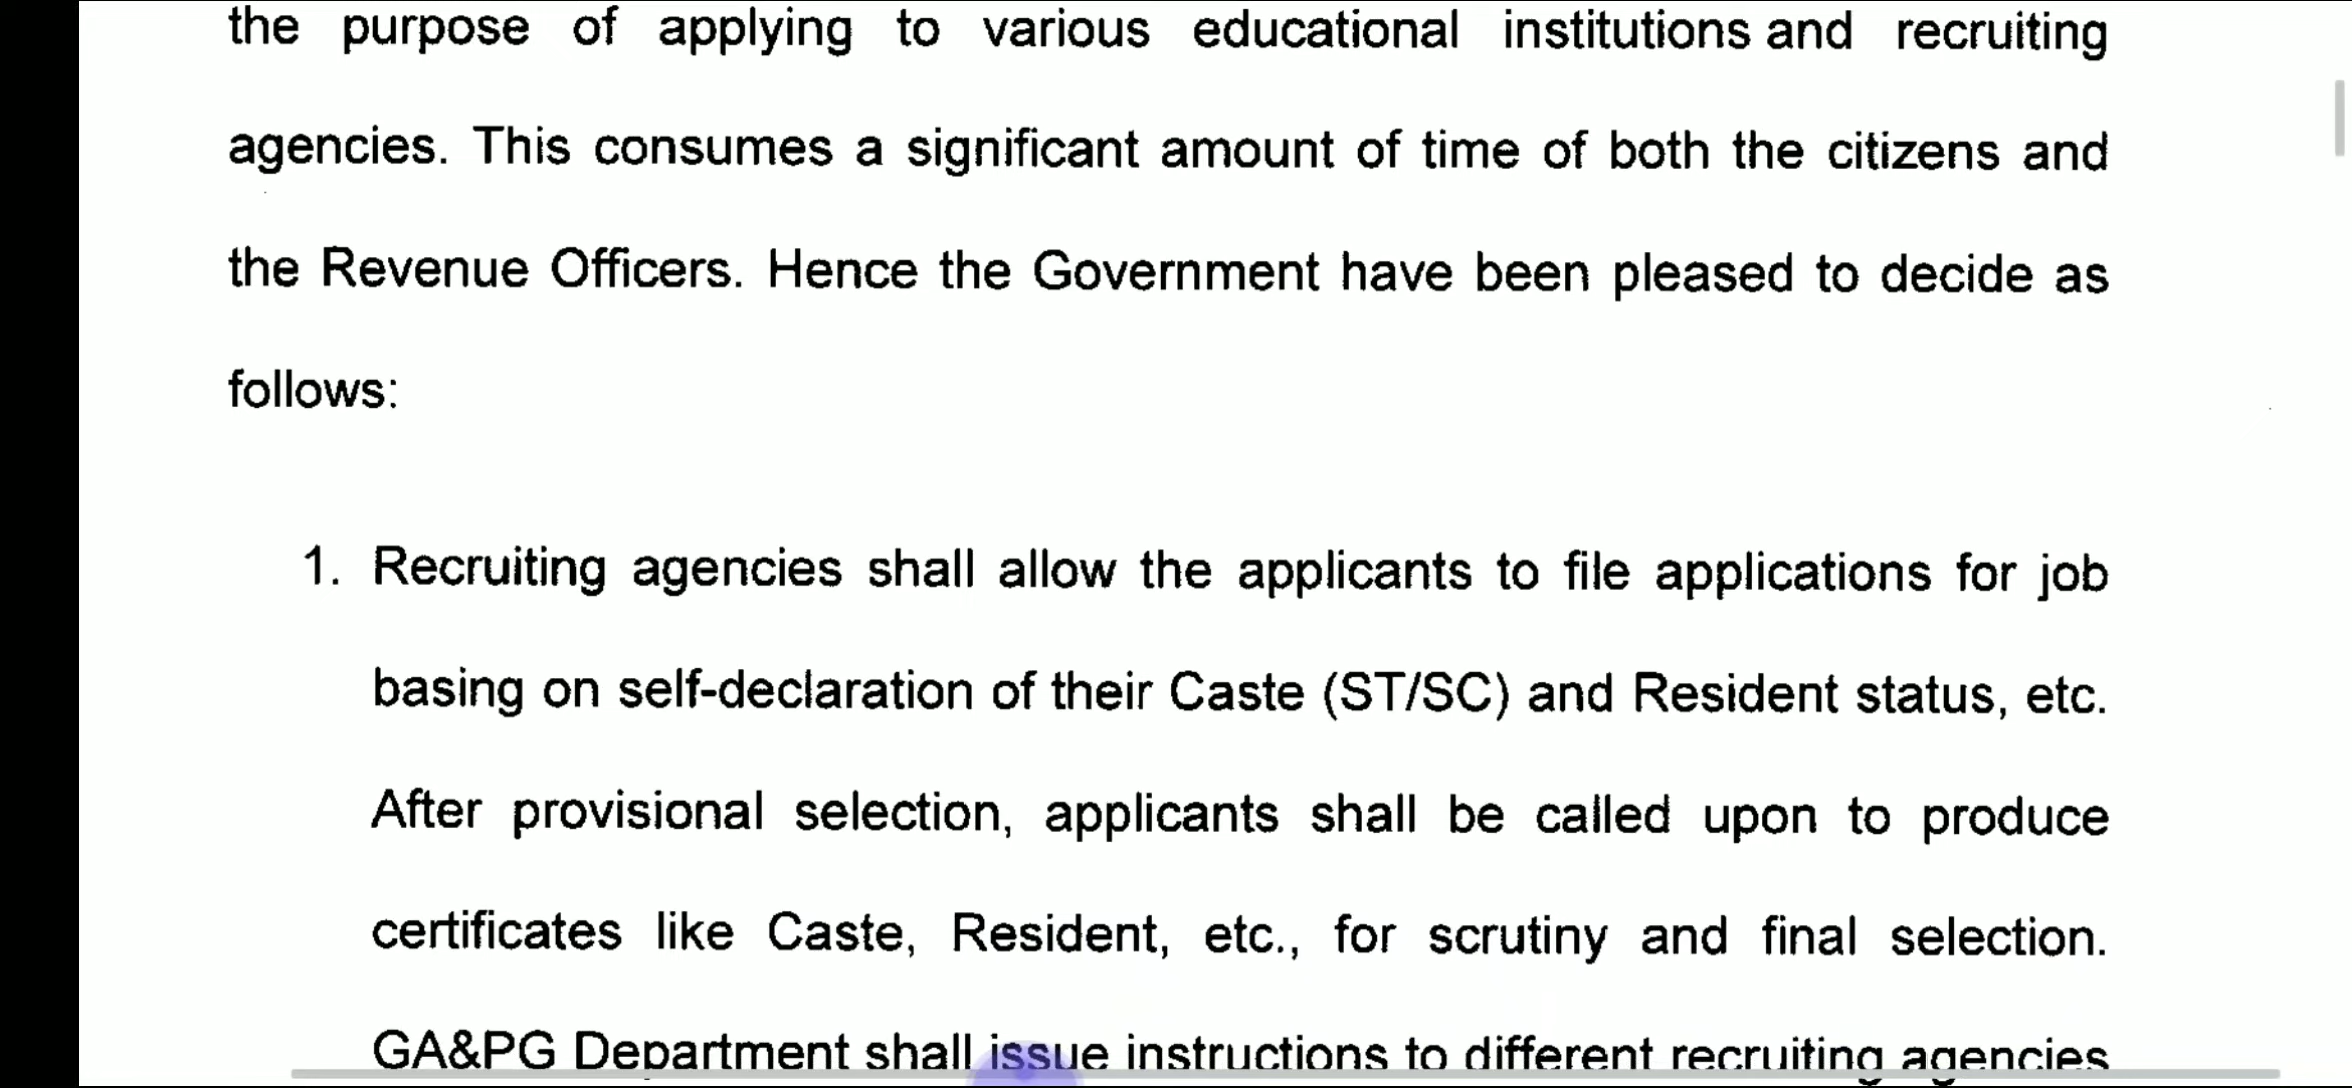 the purpose of applying to various educational institutions and recruiting
agencies. This consumes a significant amount of time of both the citizens and
the Revenue Officers. Hence the Government have been pleased to decide as
follows:
1. Recruiting agencies shall allow the applicants to file applications for job
basing on self-declaration of their Caste (ST/SC) and Resident status, etc.
After provisional selection, applicants shall be called upon to produce
certificates like Caste, Resident, etc., for scrutiny and final selection.
GA&PG Department shall issue instructions to different recruiting agencies